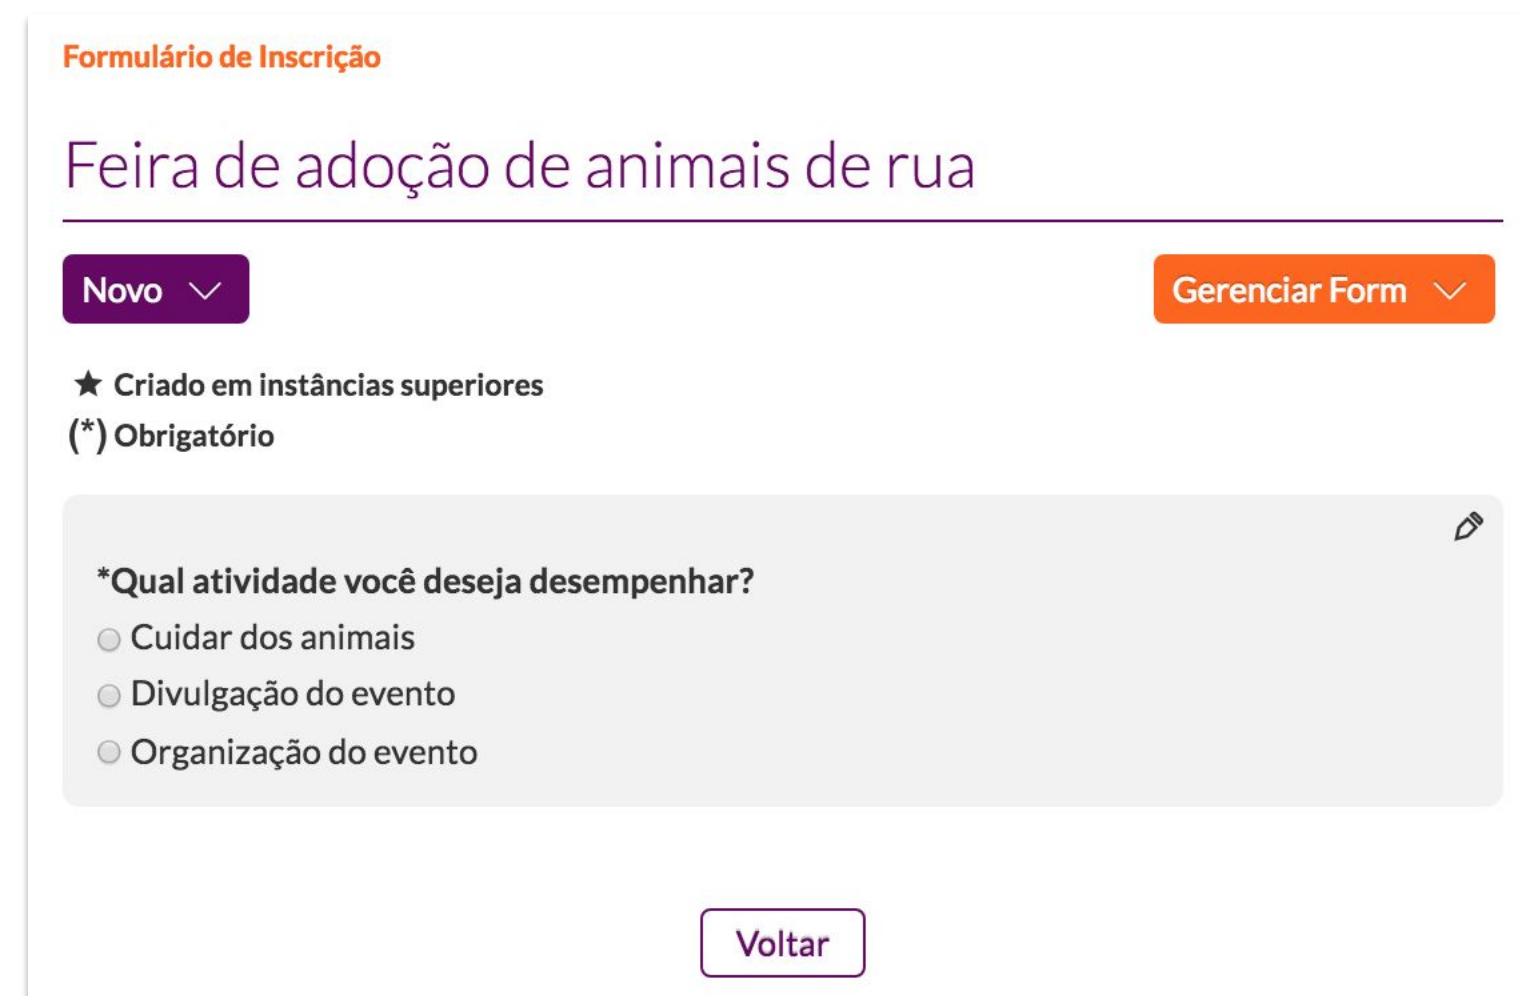 Formulário de Inscrição
Feira de adoção de animais de rua
Novo
Gerenciar Form
★ Criado em instâncias superiores
(*) Obrigatório
*Qual atividade você deseja desempenhar?
Cuidar dos animais
Divulgação do evento
Organização do evento
Voltar